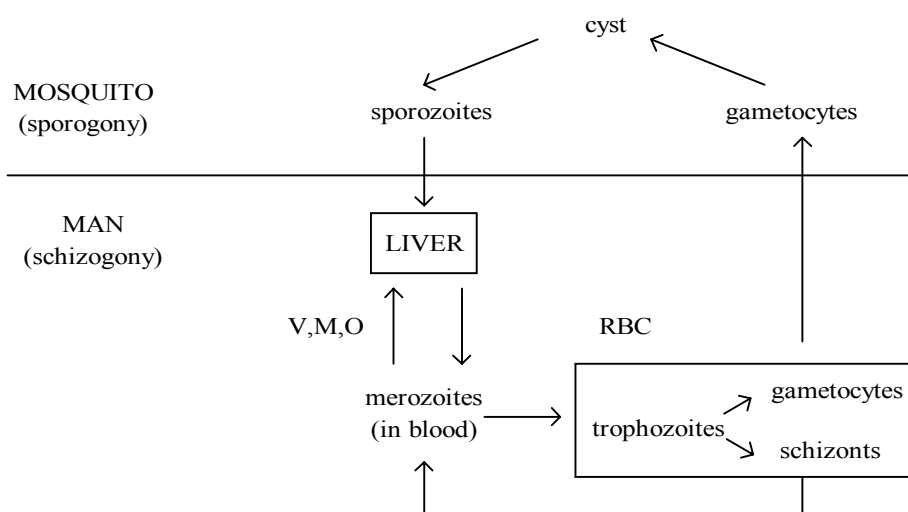 cyst
MOSQUITO
(sporogony)
sporozoites
gametocytes
MAN
(schizogony)
LIVER
V,M,O
RBC
merozoites
(in blood)
gametocytes
trophozoites
schizonts